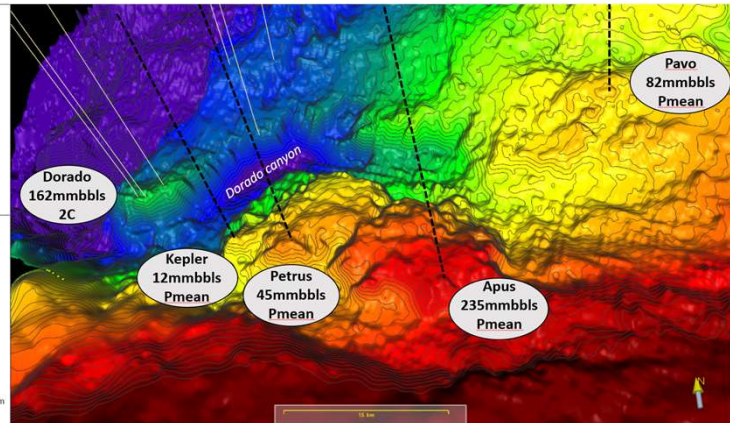 Pavo
82mmbbls
Pmean
Dorado canyon
Dorado
162mmbbls
2C
Kepler
12mmbbls
Pmean
Petrus
45mmbbls
Pmean
Apus
235mmbbls
Pmean
N
m